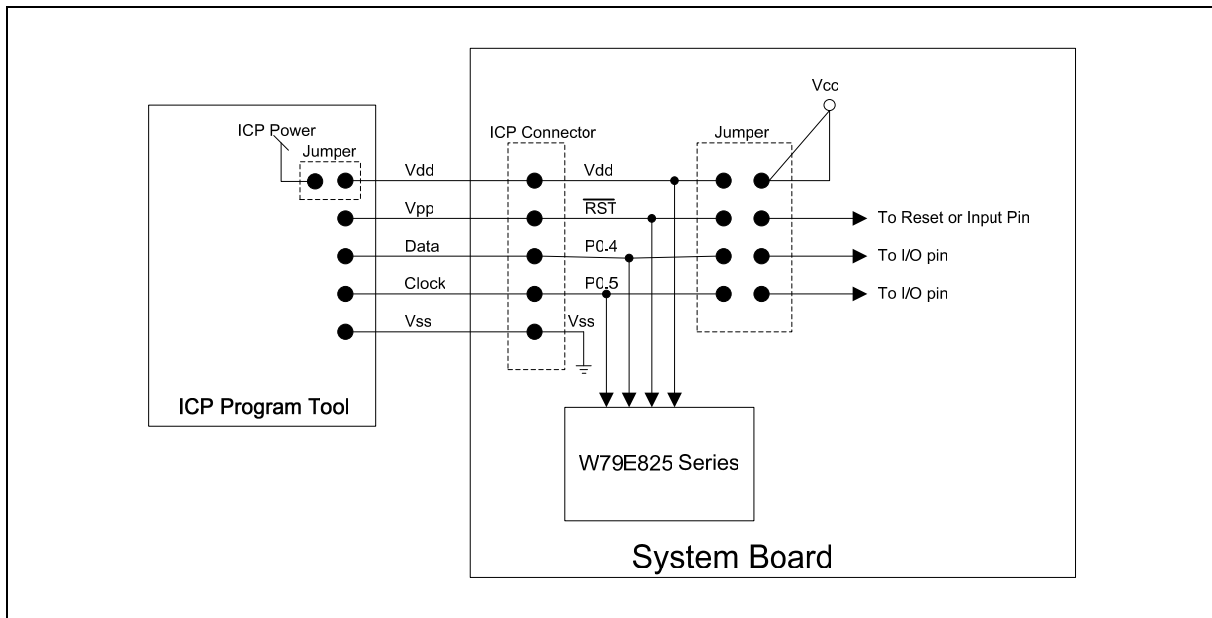 Vcc
ICP Power
ICP Connector
Jumper
Jumper
Vdd
Vdd
Vpp
RST
To Reset or Input Pin
Data
P0.4
To I/O pin
Clock
P0.5
To I/O pin
Vss
Vss
ICP Program Tool
W79E825 Series
System Board